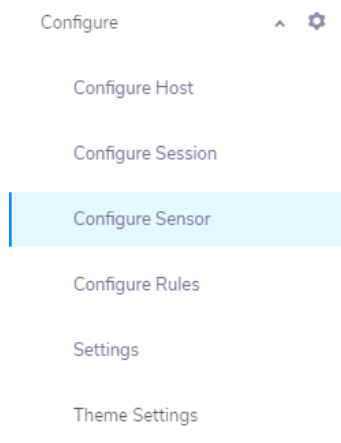 Configure
Configure Host
Configure Session
Configure Sensor
Configure Rules
Settings
Theme Settings